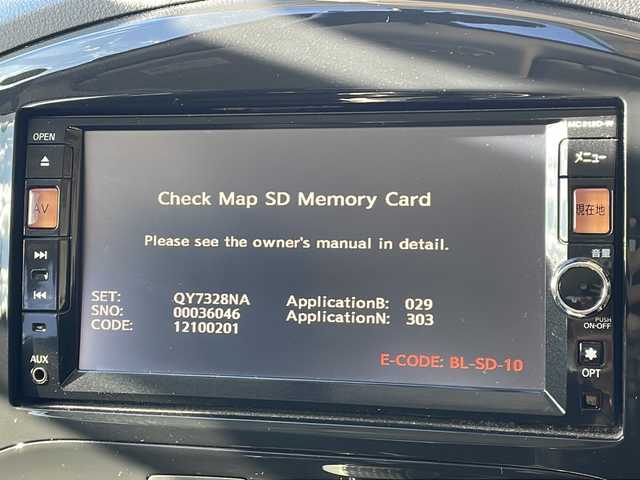 OPEN
MC312D-W
AV
メニュー
現在地
音量
PUSH
ON-OFF
AUX
OPT
Check Map SD Memory Card
Please see the owner's manual in detail.
SET: QY7328NA ApplicationB: 029
SNO: 00036046 ApplicationN: 303
CODE: 12100201
E-CODE: BL-SD-10